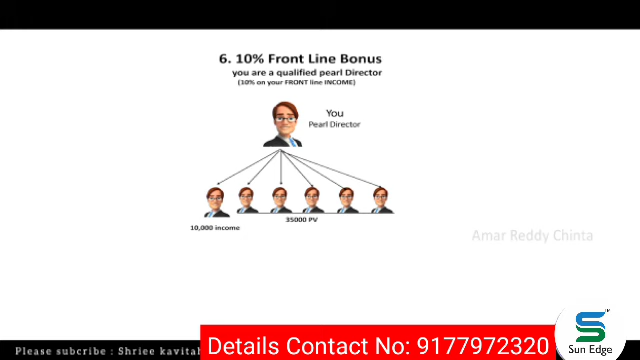 6. 10% Front Line Bonus
you are a qualified pearl Director
(10% on your FRONT line INCOME)
You
Pearl Director
35000 PV
10,000 income
Amar Reddy Chinta
Details Contact No: 9177972320
Sun Edge
Please subcribe : Shriee kavitah